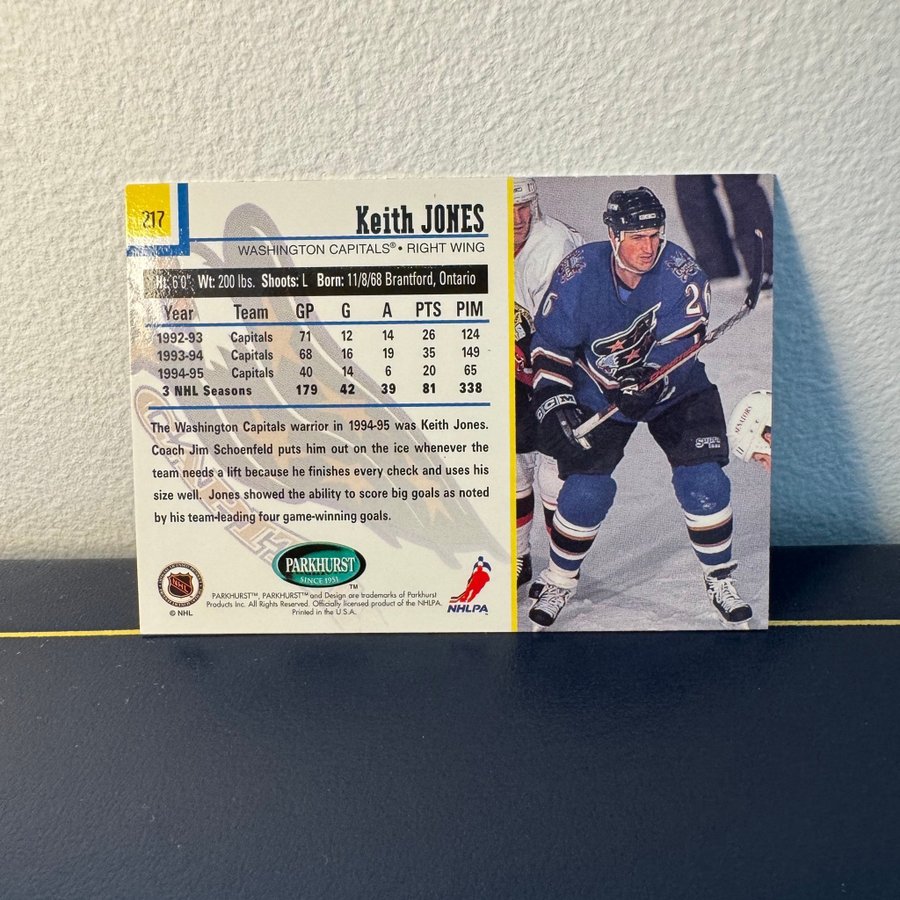 217
Keith JONES
WASHINGTON CAPITALS® • RIGHT WING
Ht: 6'0" Wt: 200 lbs. Shoots: L Born: 11/8/68 Brantford, Ontario
Year Team GP G A PTS PIM
1992-93 Capitals 71 12 14 26 124
1993-94 Capitals 68 16 19 35 149
1994-95 Capitals 40 14 6 20 65
3 NHL Seasons 179 42 39 81 338
The Washington Capitals warrior in 1994-95 was Keith Jones.
Coach Jim Schoenfeld puts him out on the ice whenever the
team needs a lift because he finishes every check and uses his
size well. Jones showed the ability to score big goals as noted
by his team-leading four game-winning goals.
PARKHURST
SINCE 1951
™
PARKHURST™, PARKHURST™ and Design are trademarks of Parkhurst
Products Inc. All Rights Reserved. Officially licensed product of the NHLPA.
Printed in the U.S.A.
NHL
© NHL
NHLPA
26
26
CCM
SENATORS
11